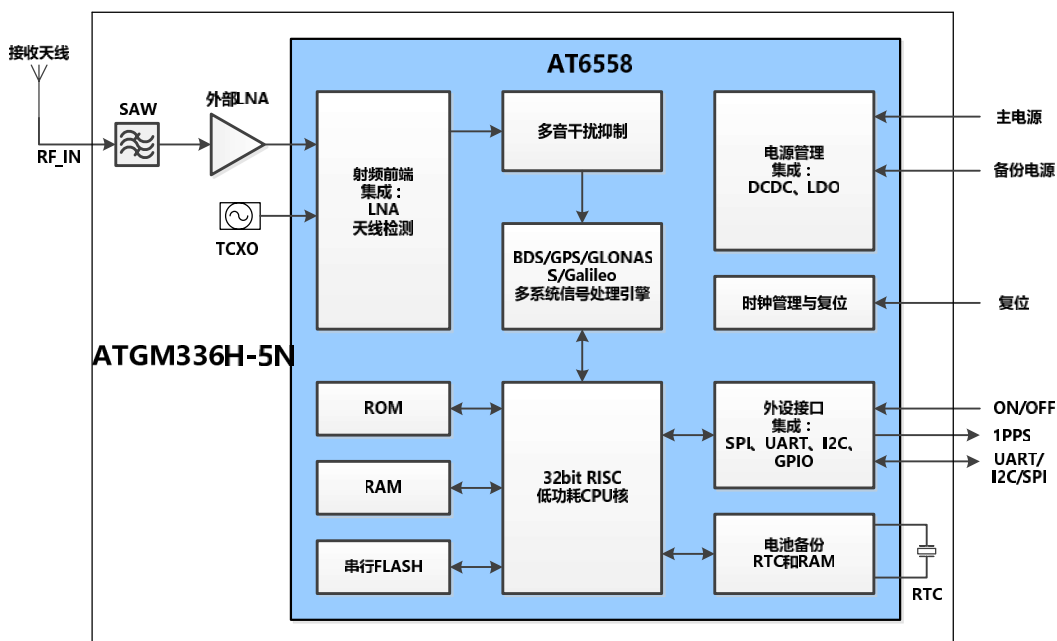 AT6558
接收天线
RF_IN
SAW
外部LNA
TCXO
射频前端
集成：
LNA
天线检测
多音干扰抑制
BDS/GPS/GLONAS
S/Galileo
多系统信号处理引擎
电源管理
集成：
DCDC、LDO
主电源
备份电源
时钟管理与复位
复位
ATGM336H-5N
ROM
RAM
串行FLASH
32bit RISC
低功耗CPU核
外设接口
集成：
SPI、UART、I2C、
GPIO
ON/OFF
1PPS
UART/
I2C/SPI
电池备份
RTC和RAM
RTC